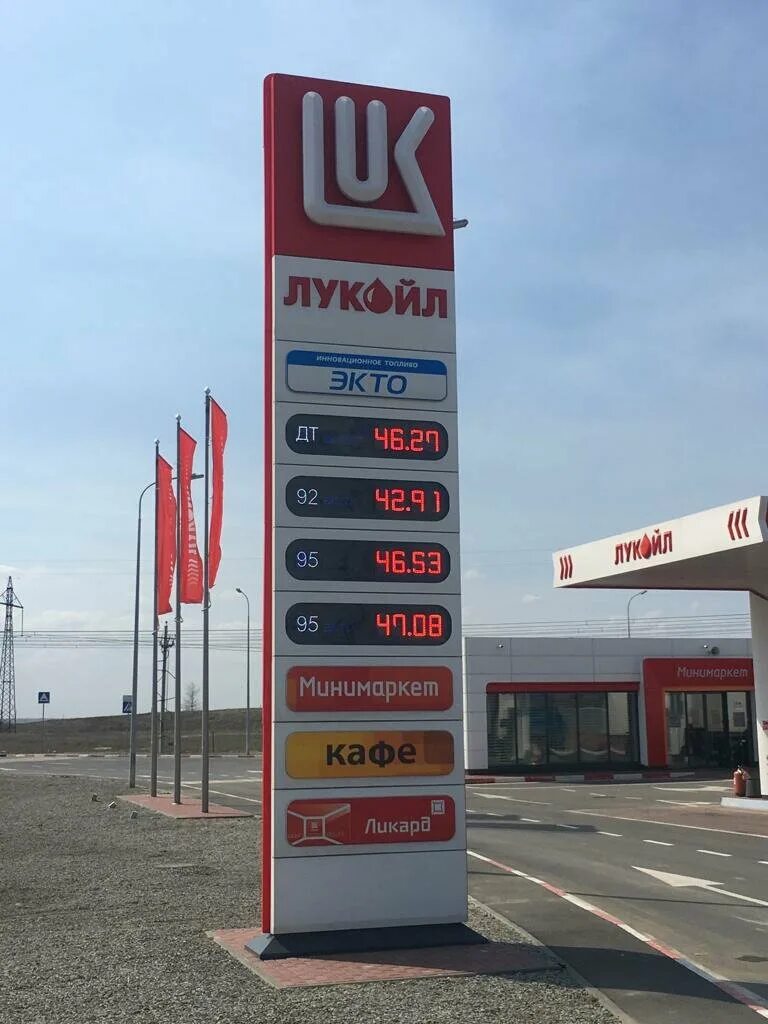 LUK
ЛУКОЙЛ
ИННОВАЦИОННОЕ ТОПЛИВО
ЭКТО
ДТ 46.27
92 42.91
95 46.53
95 47.08
Минимаркет
кафе
Ликард
ЛУКОЙЛ
Минимаркет